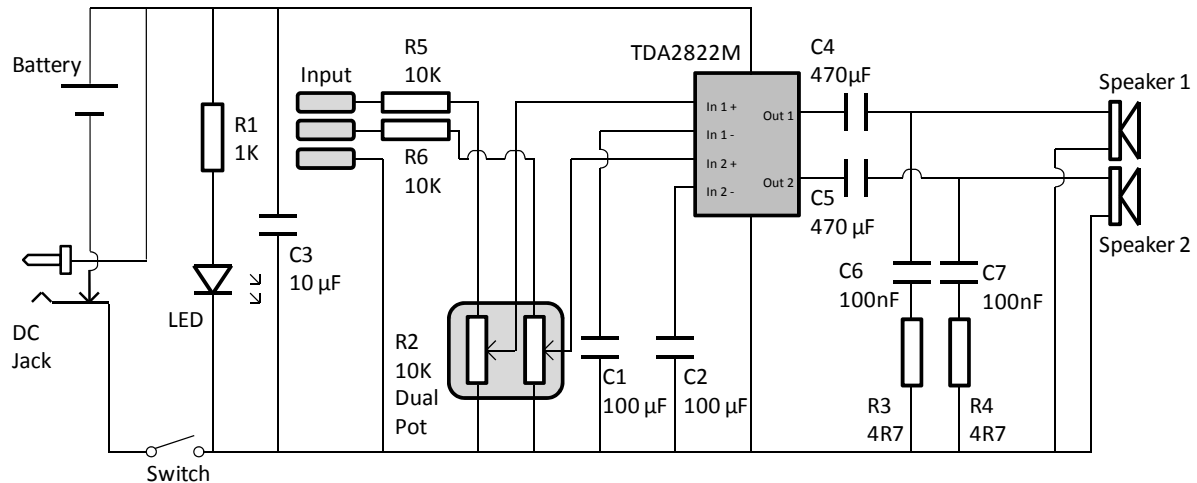 Battery
DC
Jack
Switch
R1
1K
LED
C3
10 µF
Input
R5
10K
R6
10K
R2
10K
Dual
Pot
C1
100 µF
C2
100 µF
TDA2822M
In 1 +
In 1 -
In 2 +
In 2 -
Out 1
Out 2
C4
470µF
C5
470 µF
C6
100nF
C7
100nF
R3
4R7
R4
4R7
Speaker 1
Speaker 2